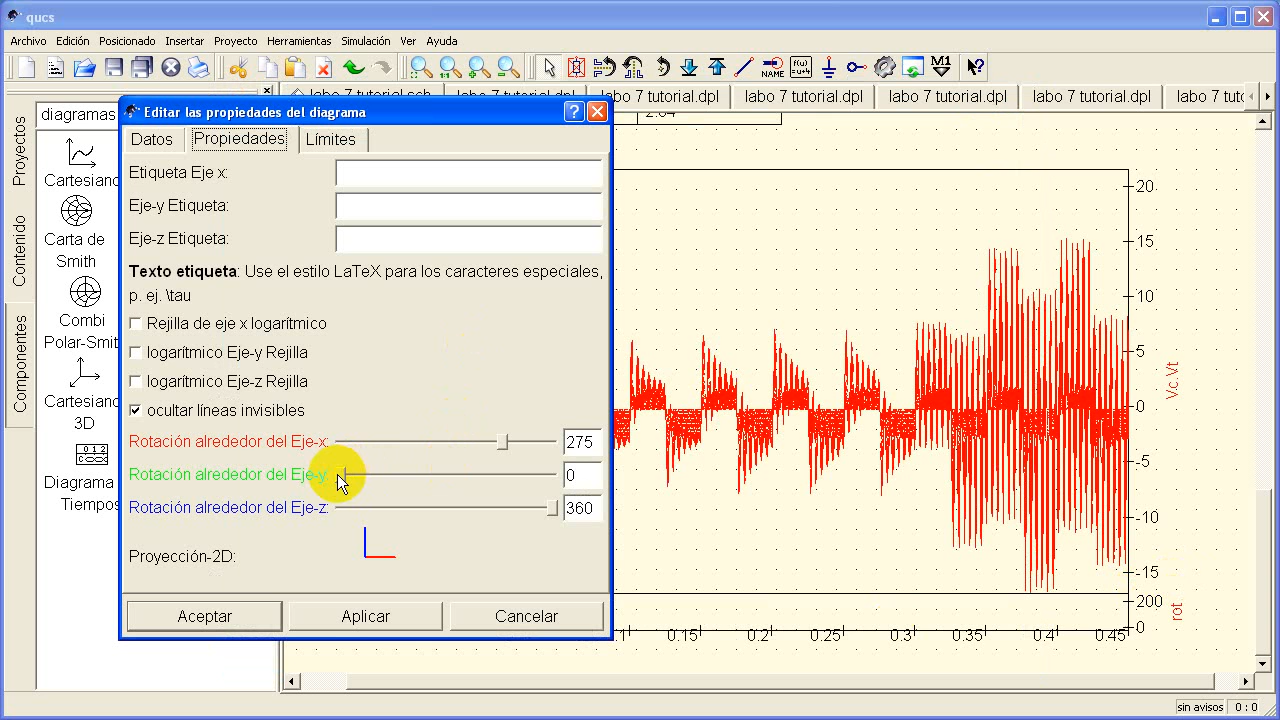 qucs
Archivo Edición Posicionado Insertar Proyecto Herramientas Simulación Ver Ayuda
1:1
NAME
M1
labo 7 tutorial.dpl labo 7 tutorial.dpl labo 7 tutorial.dpl
diagramas
Proyectos
Contenido
Componentes
Cartesiano
Carta de
Smith
Combi
Polar-Smith
Cartesiano
3D
Diagrama
Tiempos
Editar las propiedades del diagrama
Datos Propiedades Límites
Etiqueta Eje x:
Eje-y Etiqueta:
Eje-z Etiqueta:
Texto etiqueta: Use el estilo LaTeX para los caracteres especiales,
p. ej. \tau
Rejilla de eje x logarítmico
logarítmico Eje-y Rejilla
logarítmico Eje-z Rejilla
ocultar líneas invisibles
Rotación alrededor del Eje-x: 275
Rotación alrededor del Eje-y: 0
Rotación alrededor del Eje-z: 360
Proyección-2D:
Aceptar Aplicar Cancelar
20
15
10
5
0
-5
-10
-15
200
0
Vc.Vt
rot
0.15 0.2 0.25 0.3 0.35 0.4 0.45
sin avisos 0 : 0